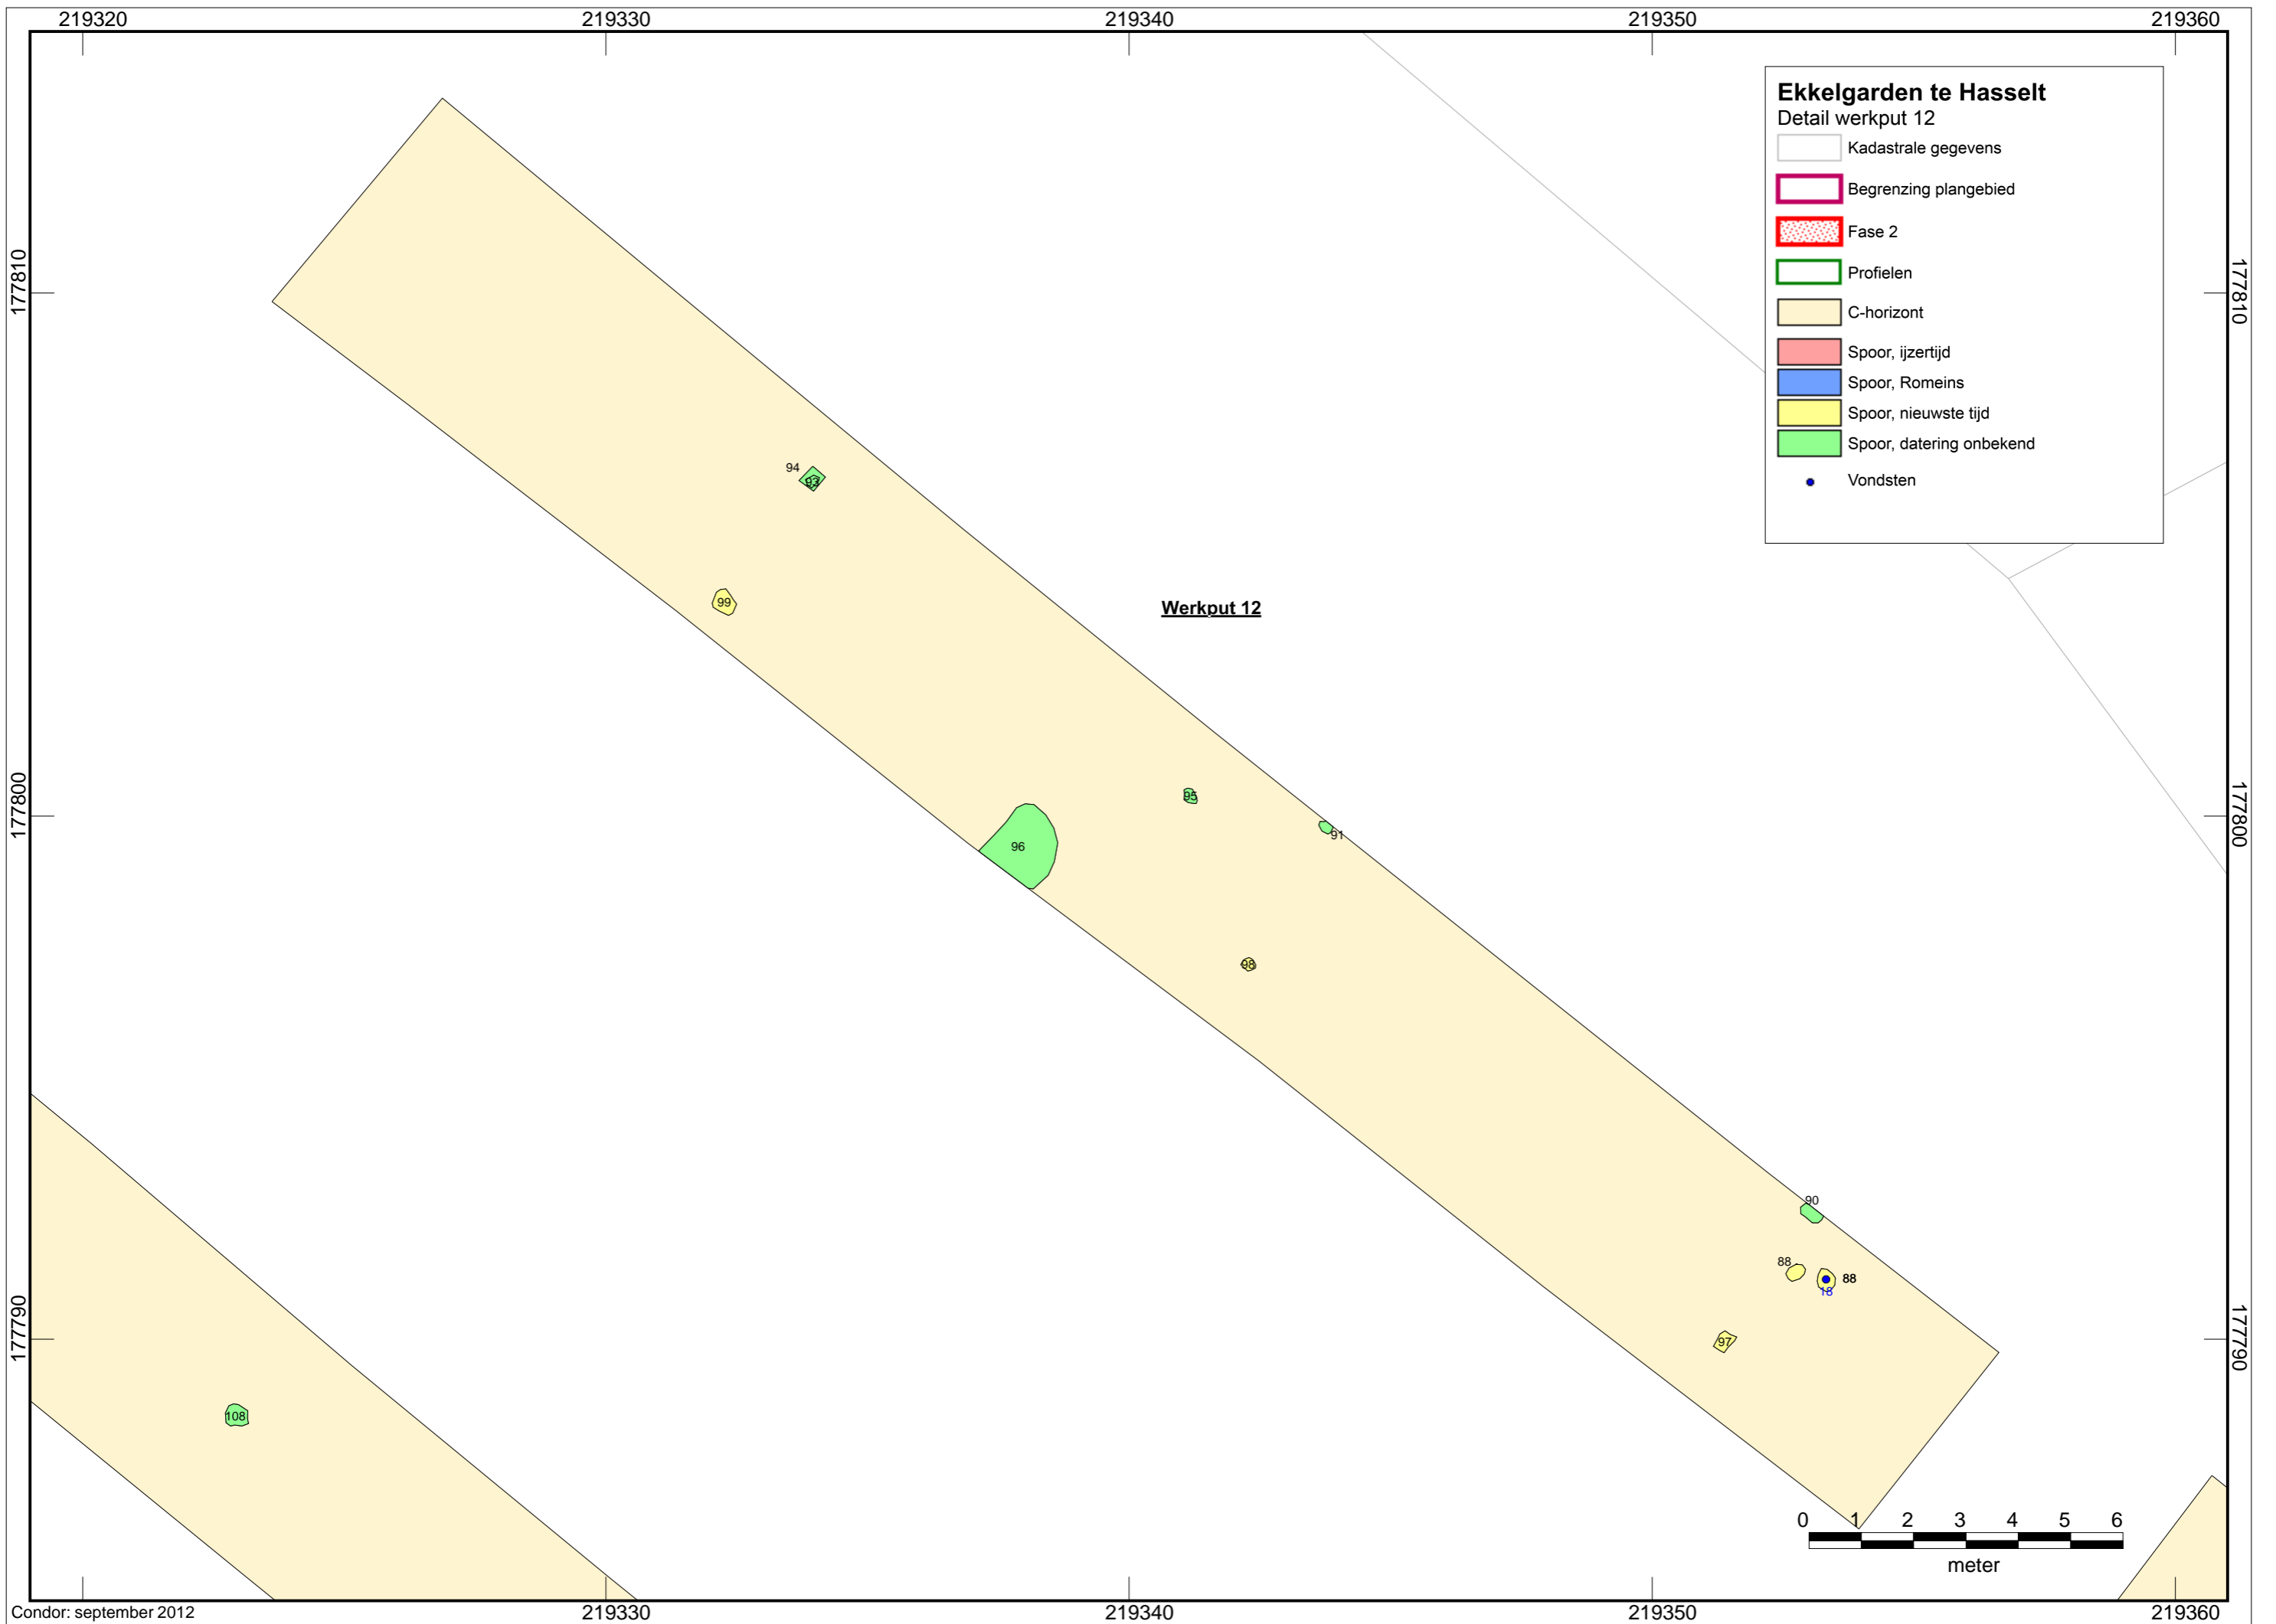 219320 219330 219340 219350 219360
Ekkelgarden te Hasselt
Detail werkput 12
Kadastrale gegevens
Begrenzing plangebied
Fase 2
Profielen
C-horizont
Spoor, ijzertijd
Spoor, Romeins
Spoor, nieuwste tijd
Spoor, datering onbekend
Vondsten
177810 177810
94
93
99
Werkput 12
95
177800 177800
91
96
98
90
88
88
18
177790 177790
97
108
0 1 2 3 4 5 6
meter
Condor: september 2012
219330 219340 219350 219360